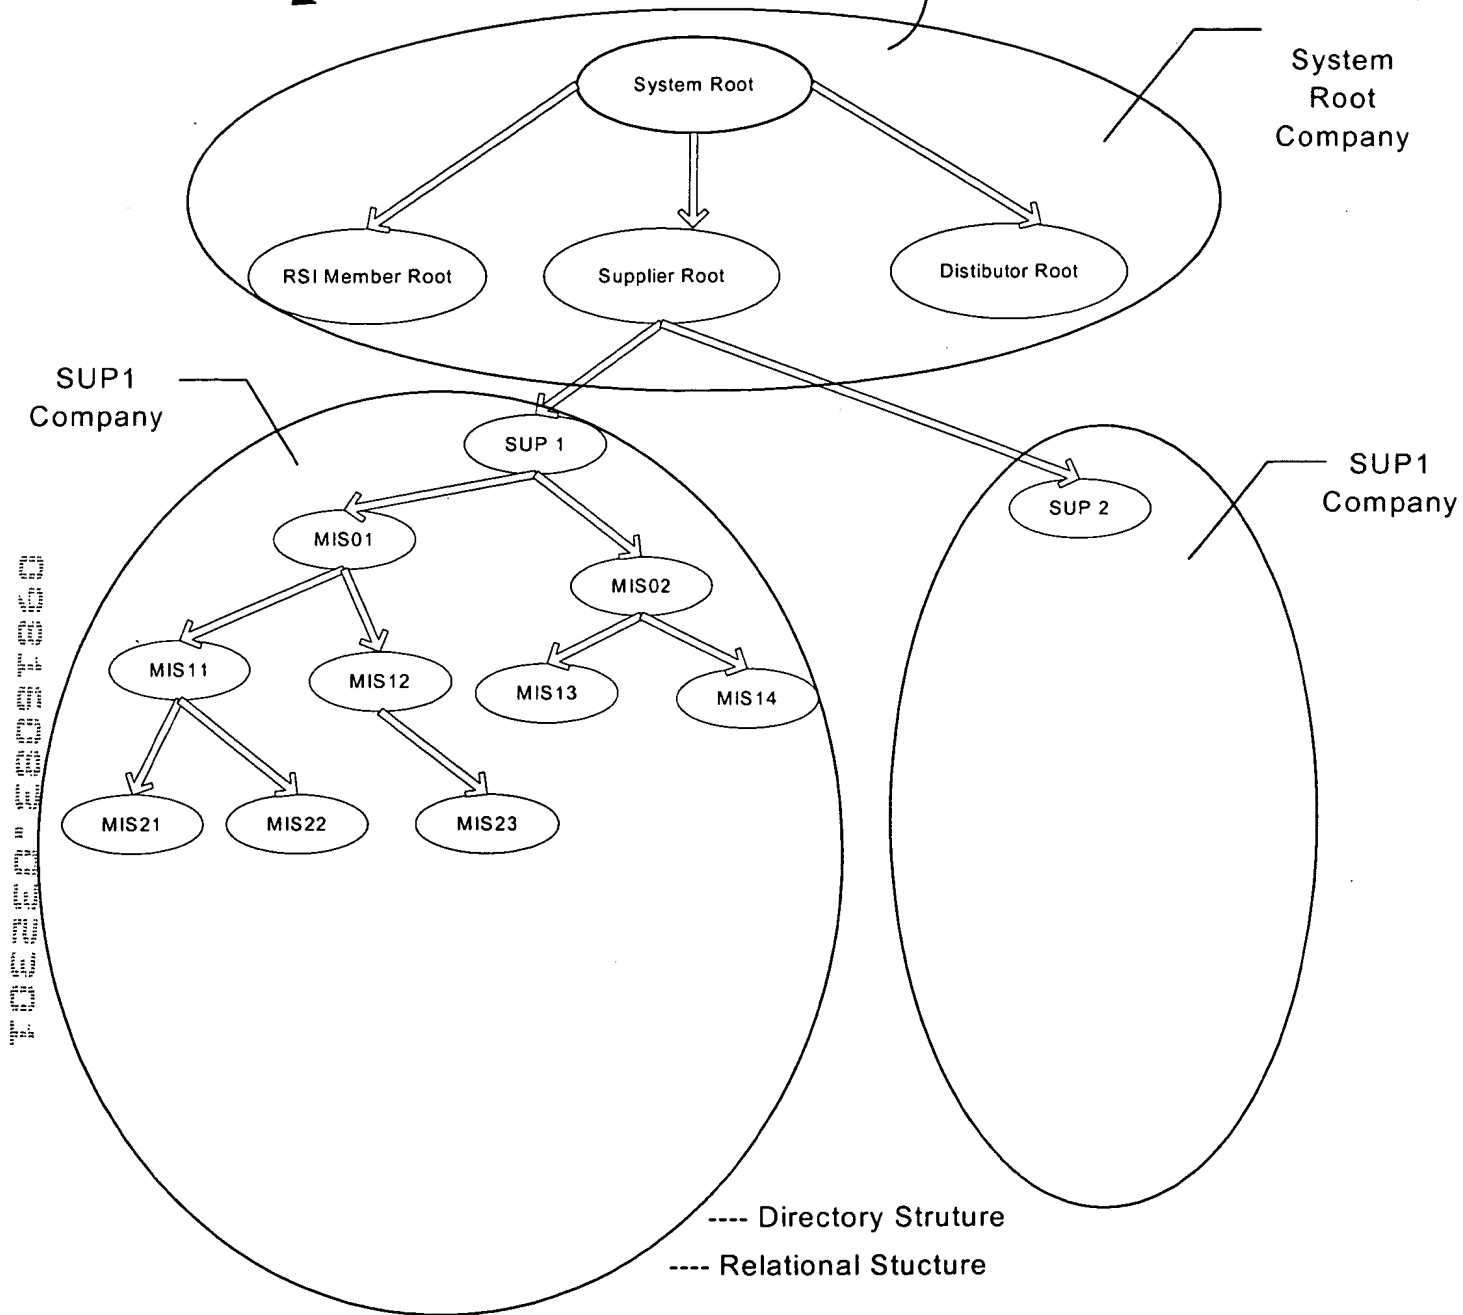 System Root
System
Root
Company
RSI Member Root
Supplier Root
Distibutor Root
SUP1
Company
SUP 1
SUP1
Company
SUP 2
MIS01
MIS02
MIS11
MIS12
MIS13
MIS14
MIS21
MIS22
MIS23
---- Directory Struture
---- Relational Stucture